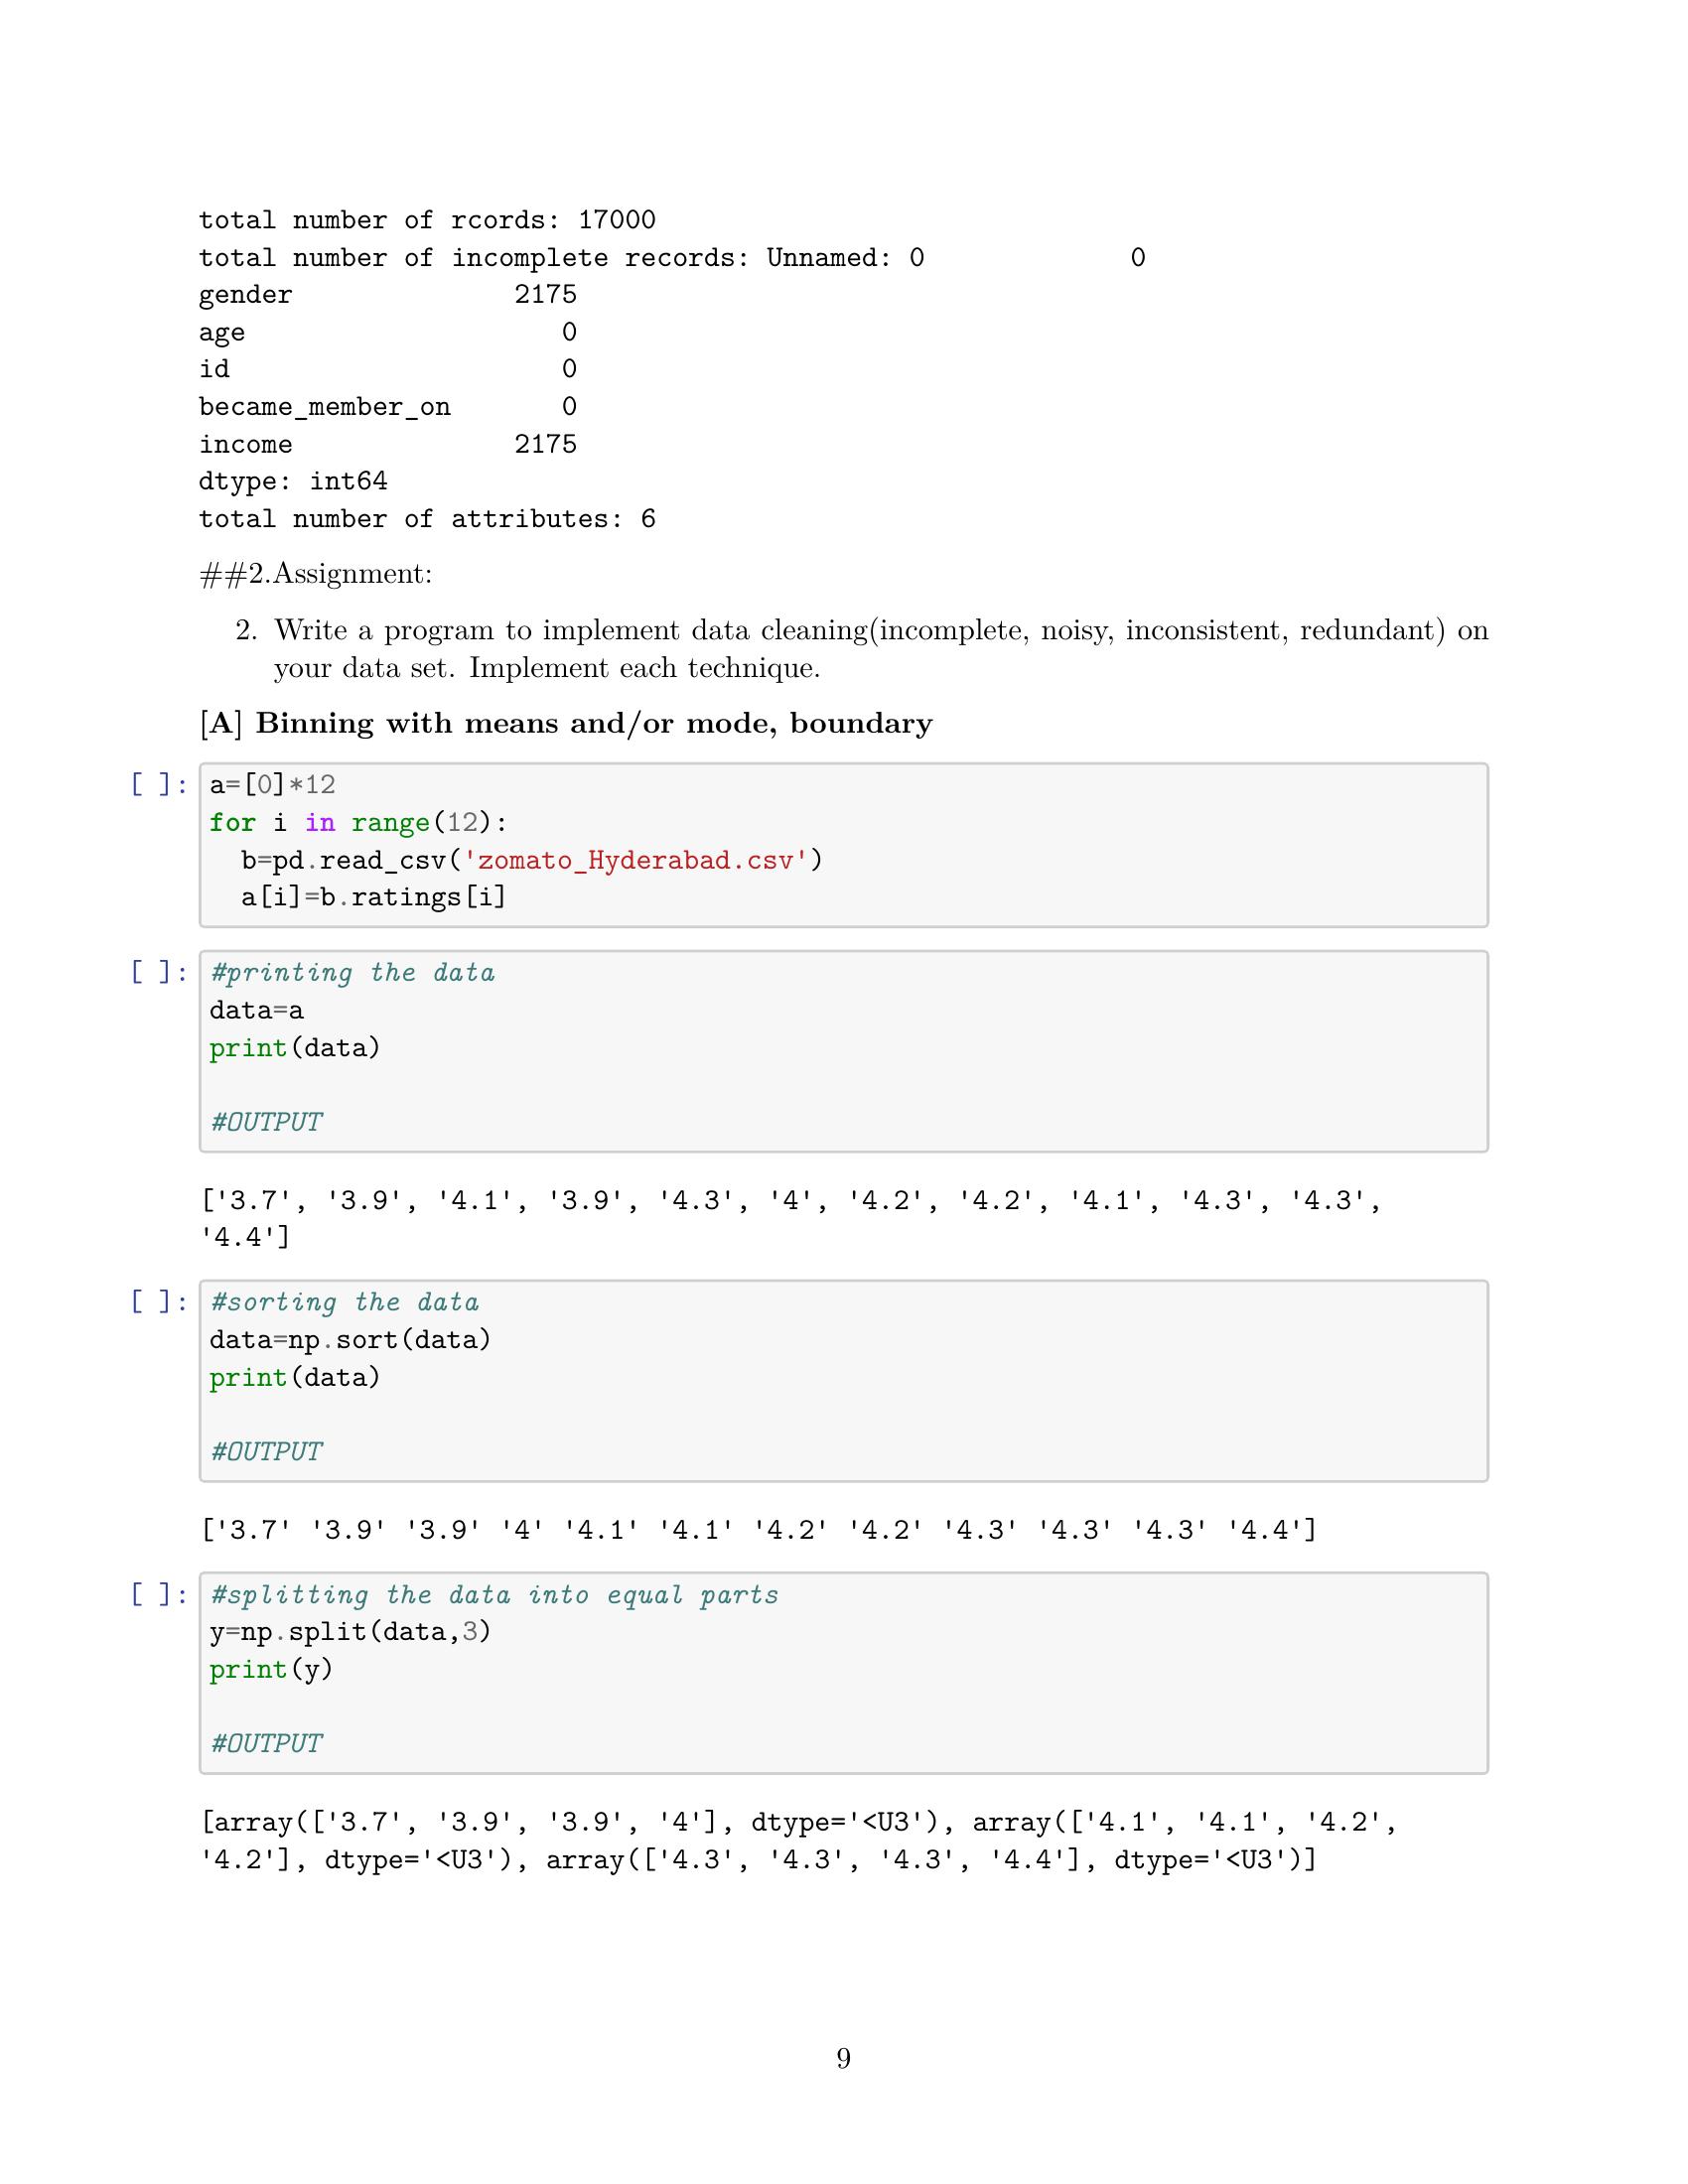 total number of rcords: 17000
total number of incomplete records: Unnamed: 0             0
gender              2175
age                    0
id                     0
became_member_on       0
income              2175
dtype: int64
total number of attributes: 6
##2.Assignment:
2. Write a program to implement data cleaning(incomplete, noisy, inconsistent, redundant) on
your data set. Implement each technique.
[A] Binning with means and/or mode, boundary
[ ]: a=[0]*12
for i in range(12):
  b=pd.read_csv('zomato_Hyderabad.csv')
  a[i]=b.ratings[i]
[ ]: #printing the data
data=a
print(data)
#OUTPUT
['3.7', '3.9', '4.1', '3.9', '4.3', '4', '4.2', '4.2', '4.1', '4.3', '4.3',
'4.4']
[ ]: #sorting the data
data=np.sort(data)
print(data)
#OUTPUT
['3.7' '3.9' '3.9' '4' '4.1' '4.1' '4.2' '4.2' '4.3' '4.3' '4.3' '4.4']
[ ]: #splitting the data into equal parts
y=np.split(data,3)
print(y)
#OUTPUT
[array(['3.7', '3.9', '3.9', '4'], dtype='<U3'), array(['4.1', '4.1', '4.2',
'4.2'], dtype='<U3'), array(['4.3', '4.3', '4.3', '4.4'], dtype='<U3')]
9